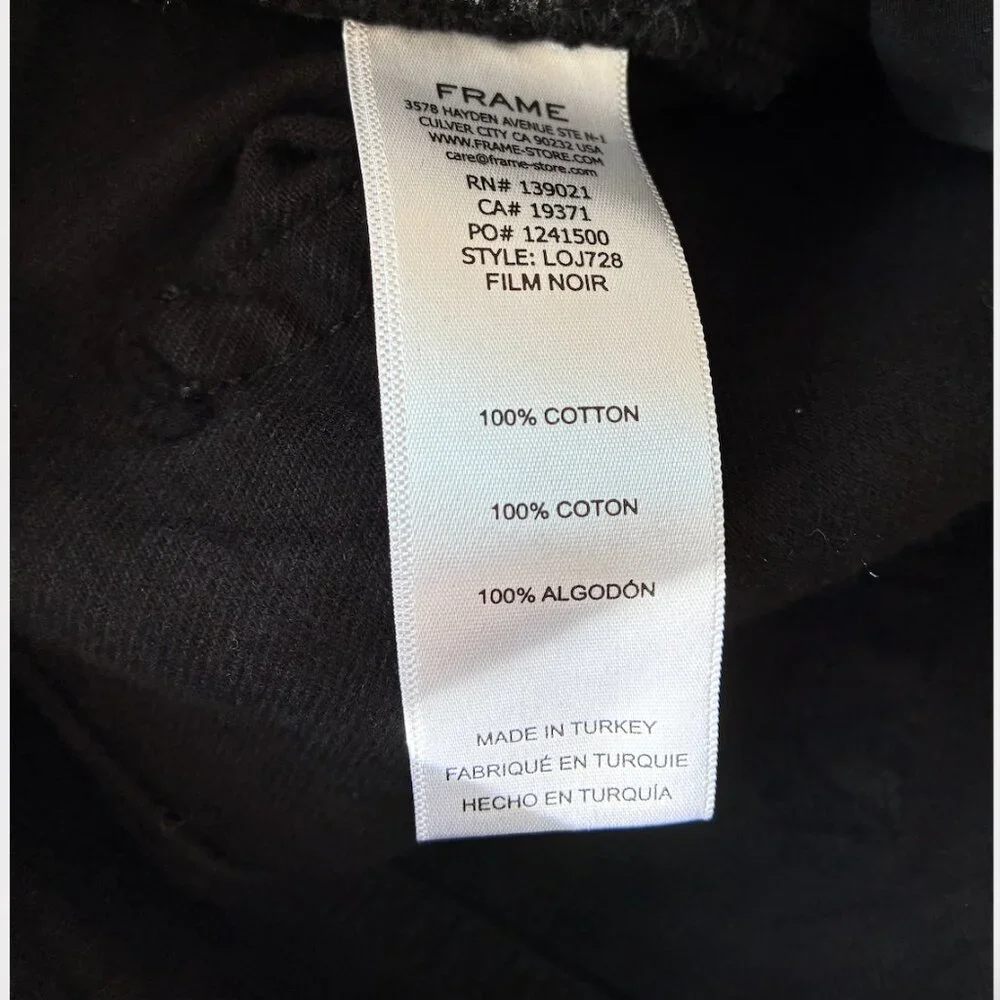 FRAME
3578 HAYDEN AVENUE STE N-1
CULVER CITY CA 90232 USA
WWW.FRAME-STORE.COM
care@frame-store.com
RN# 139021
CA# 19371
PO# 1241500
STYLE: LOJ728
FILM NOIR
100% COTTON
100% COTON
100% ALGODÓN
MADE IN TURKEY
FABRIQUÉ EN TURQUIE
HECHO EN TURQUÍA